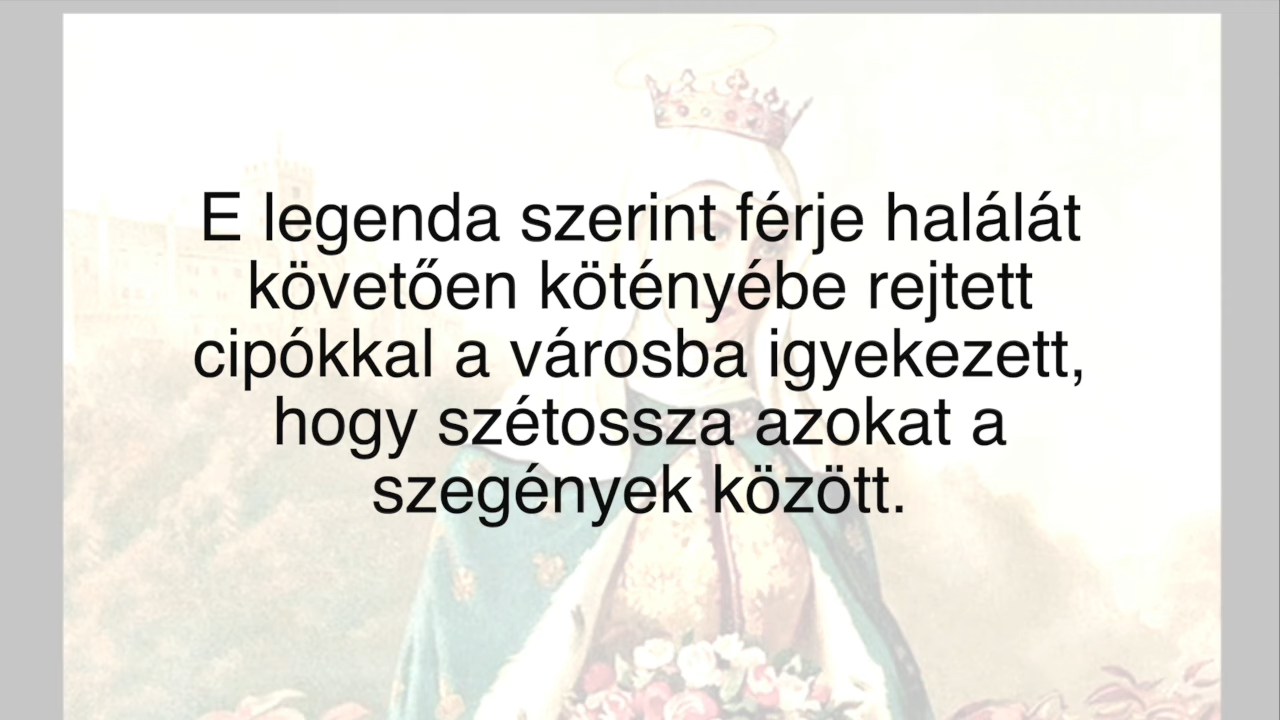 E legenda szerint férje halálát
követően kötényébe rejtett
cipókkal a városba igyekezett,
hogy szétossza azokat a
szegények között.